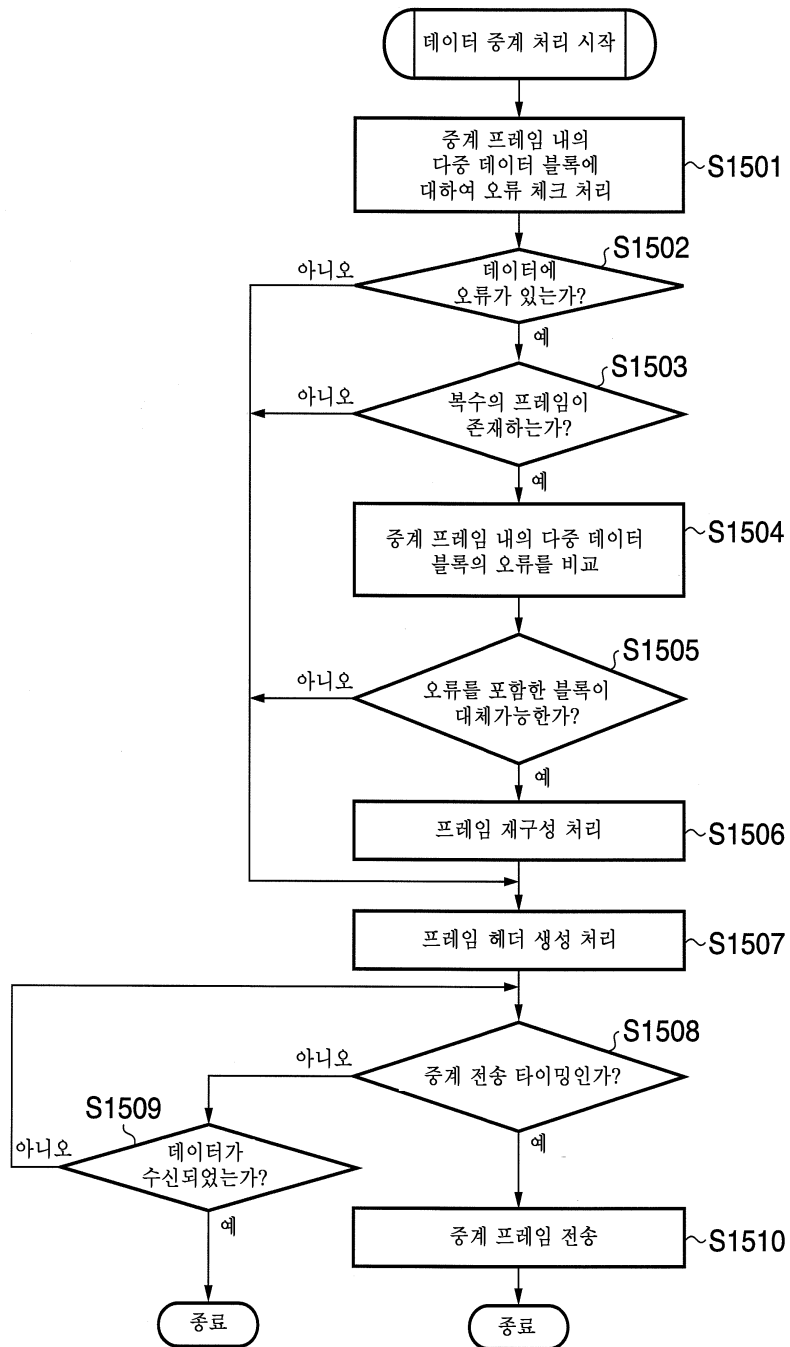 데이터 중계 처리 시작
중계 프레임 내의
다중 데이터 블록에
대하여 오류 체크 처리
S1501
S1502
아니오
데이터에
오류가 있는가?
예
S1503
아니오
복수의 프레임이
존재하는가?
예
S1504
중계 프레임 내의 다중 데이터
블록의 오류를 비교
S1505
아니오
오류를 포함한 블록이
대체가능한가?
예
프레임 재구성 처리
S1506
프레임 헤더 생성 처리
S1507
S1508
아니오
중계 전송 타이밍인가?
S1509
아니오
데이터가
수신되었는가?
예
예
중계 프레임 전송
S1510
종료
종료